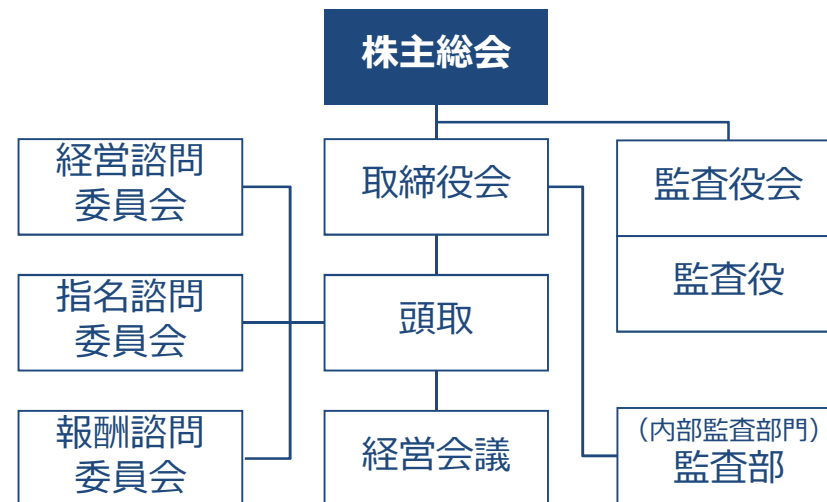 株主総会
経営諮問
委員会
取締役会
監査役会
監査役
指名諮問
委員会
頭取
報酬諮問
委員会
経営会議
（内部監査部門）
監査部